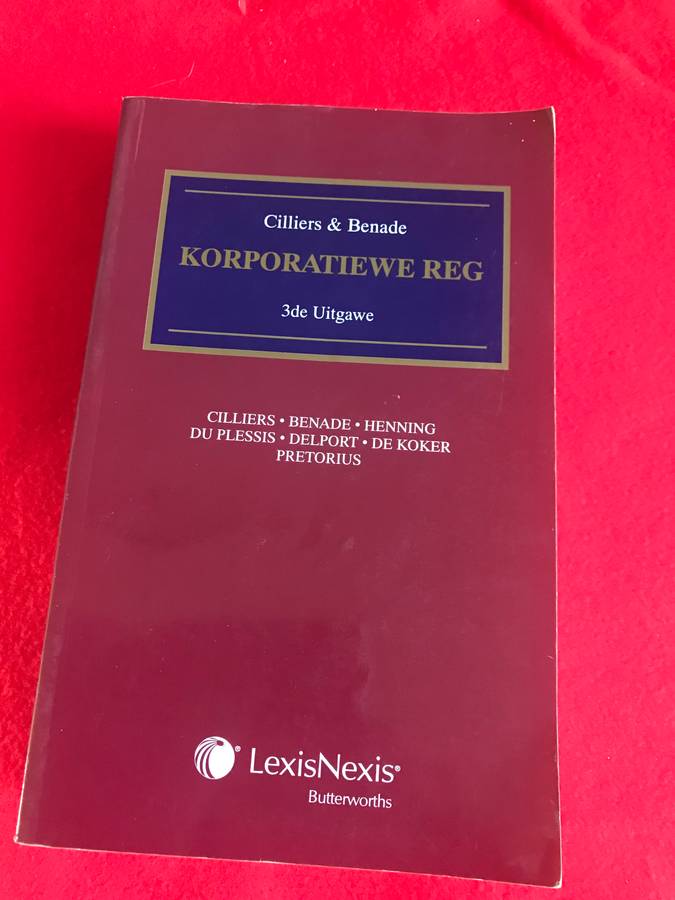 Cilliers & Benade
KORPORATIEWE REG
3de Uitgawe
CILLIERS • BENADE • HENNING
DU PLESSIS • DELPORT • DE KOKER
PRETORIUS
LexisNexis®
Butterworths